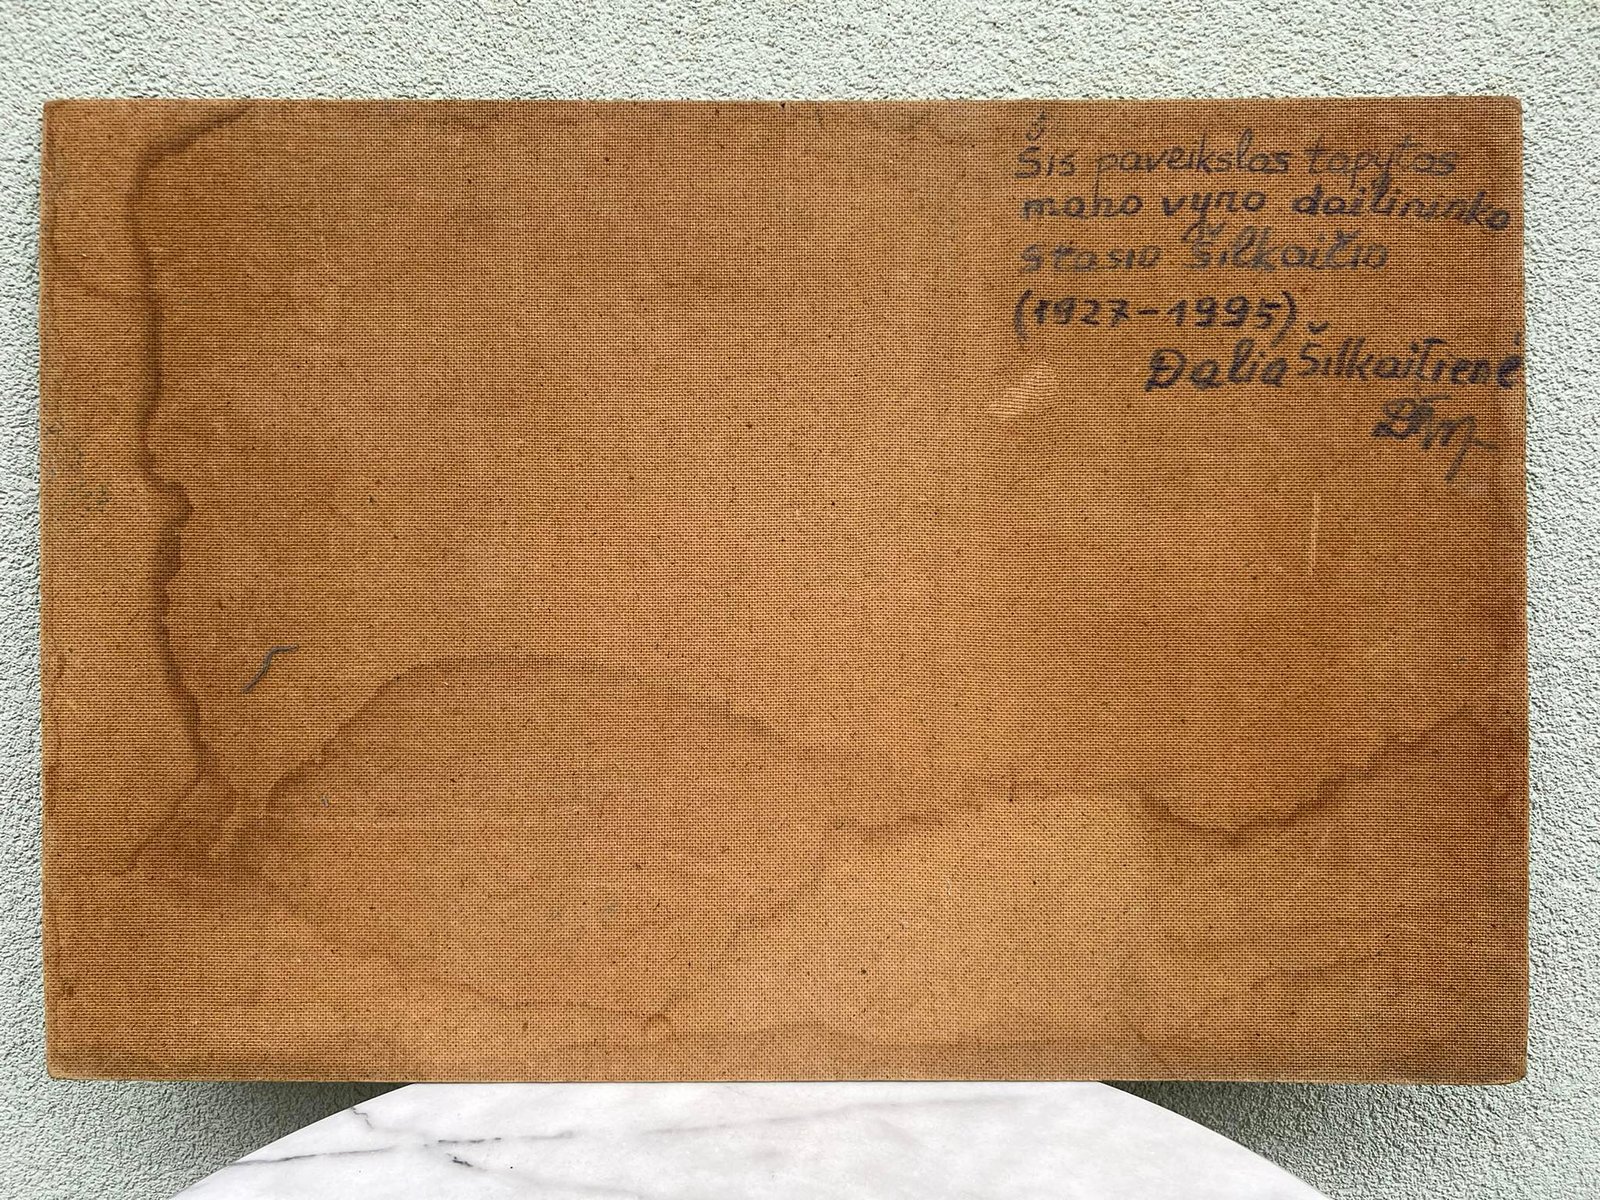 Šis paveikslas tapytas
mano vyro dailininko
Stasio Šilkaičio
(1927-1995).
Dalia Šilkaitienė